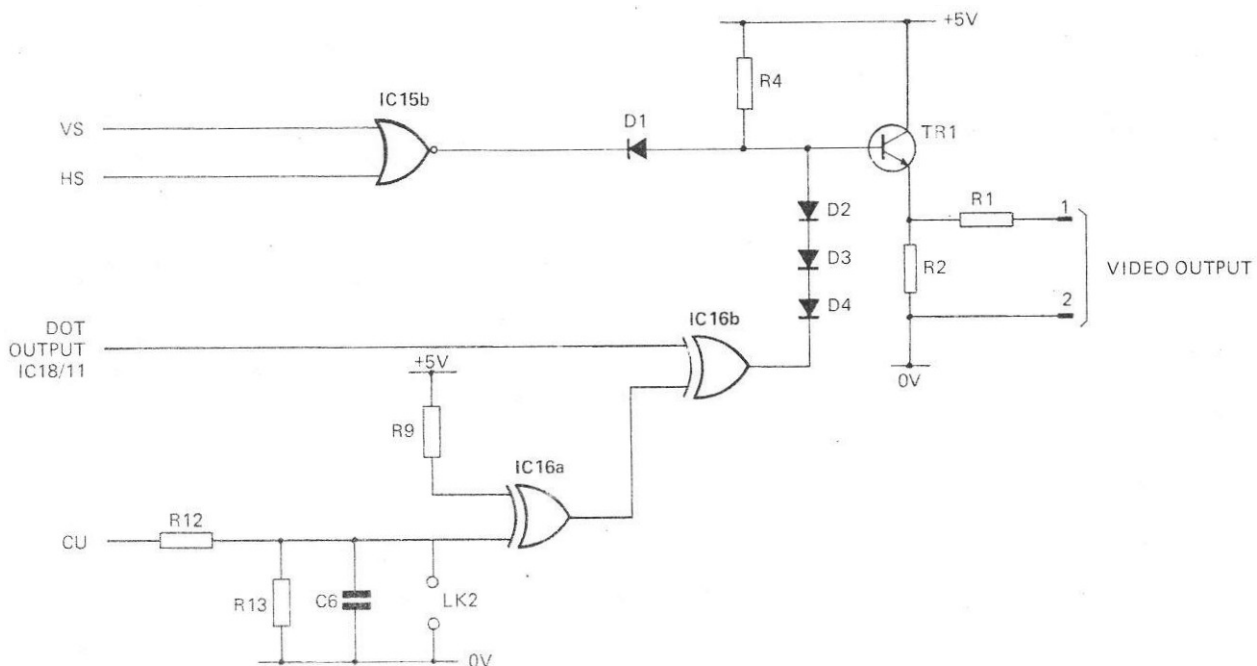 +5V
R4
IC15b
D1
TR1
VS
HS
R1
1
D2
R2
D3
VIDEO OUTPUT
D4
2
IC16b
DOT
OUTPUT
IC18/11
+5V
0V
R9
IC16a
R12
CU
R13
C6
LK2
0V